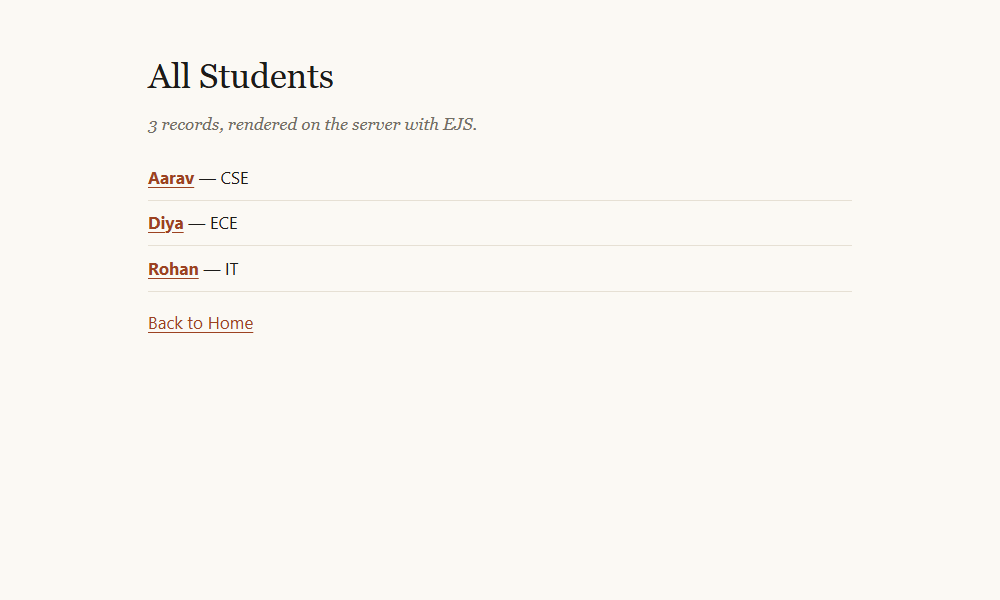 All Students
3 records, rendered on the server with EJS.
Aarav — CSE
Diya — ECE
Rohan — IT
Back to Home